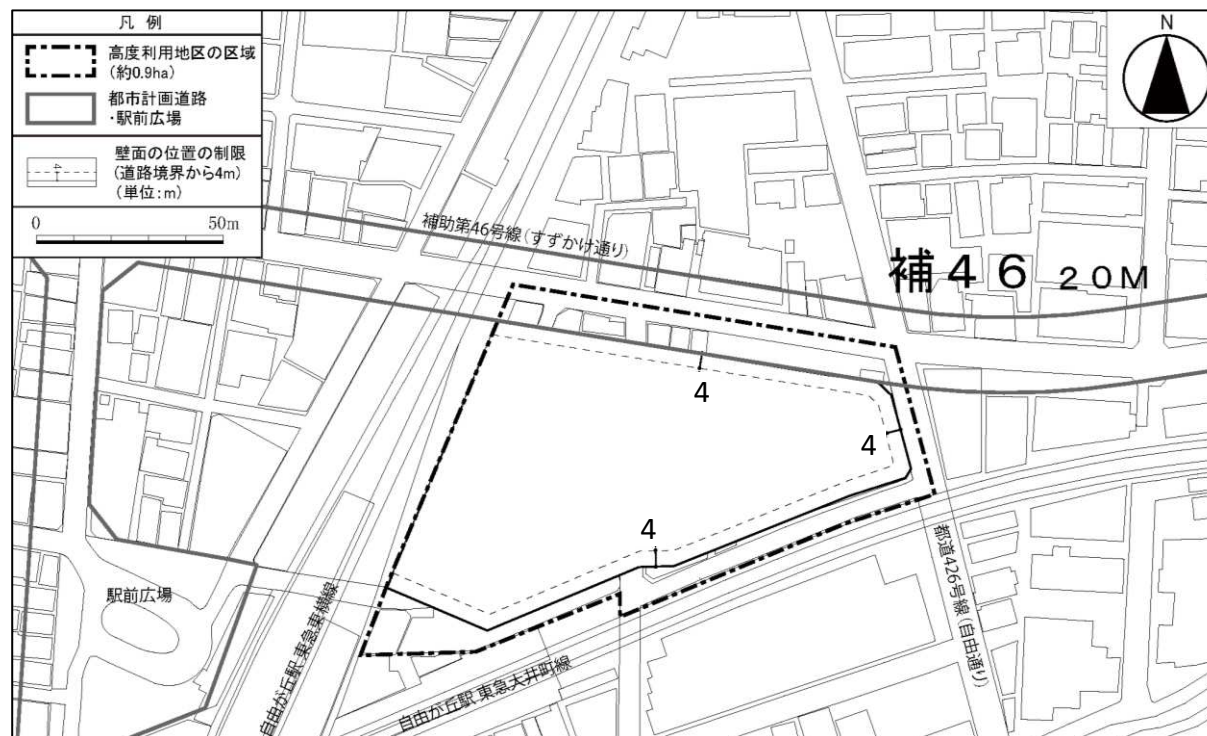 凡 例
高度利用地区の区域
(約0.9ha)
都市計画道路
・駅前広場
壁面の位置の制限
(道路境界から4m)
(単位:m)
0 50m
N
補助第46号線(すずかけ通り)
補46 20M
4
4
4
駅前広場
自由が丘駅 東急東横線
自由が丘駅 東急大井町線
都道426号線(自由通り)